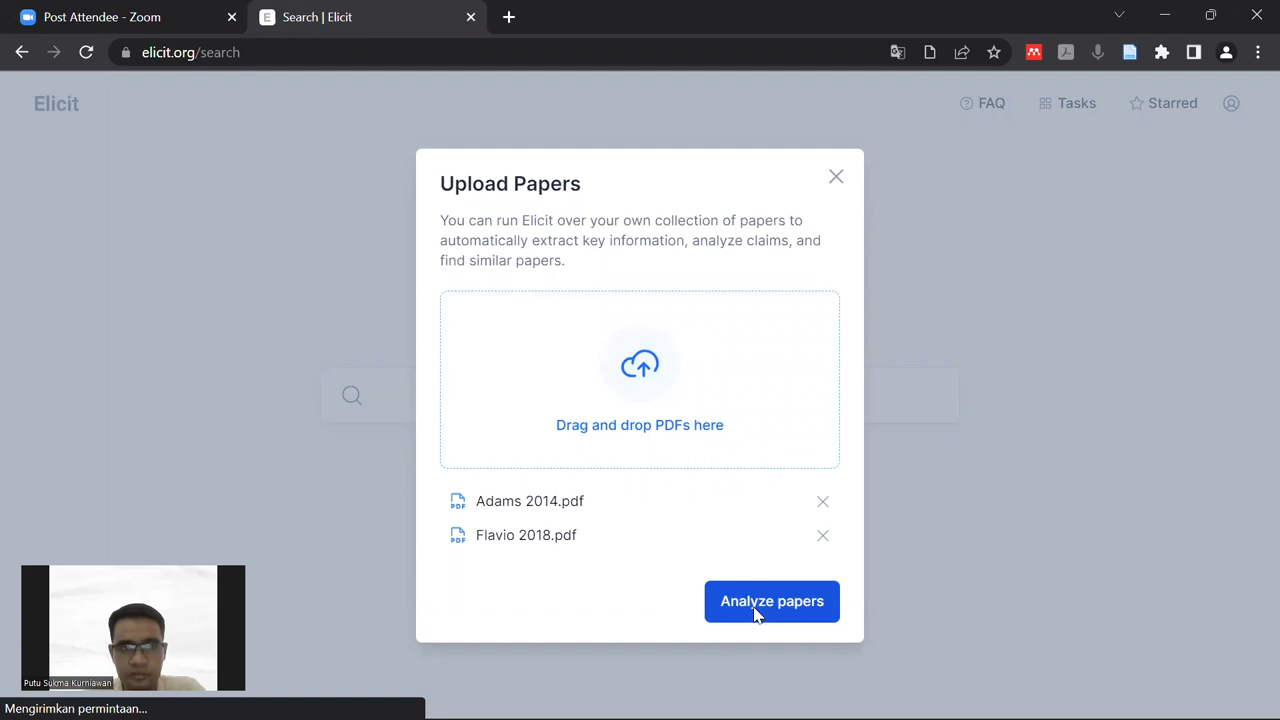 Post Attendee - Zoom
Search | Elicit
elicit.org/search
Elicit
FAQ
Tasks
Starred
Upload Papers
You can run Elicit over your own collection of papers to
automatically extract key information, analyze claims, and
find similar papers.
Drag and drop PDFs here
PDF Adams 2014.pdf
PDF Flavio 2018.pdf
Analyze papers
Putu Sukma Kurniawan
Mengirimkan permintaan...